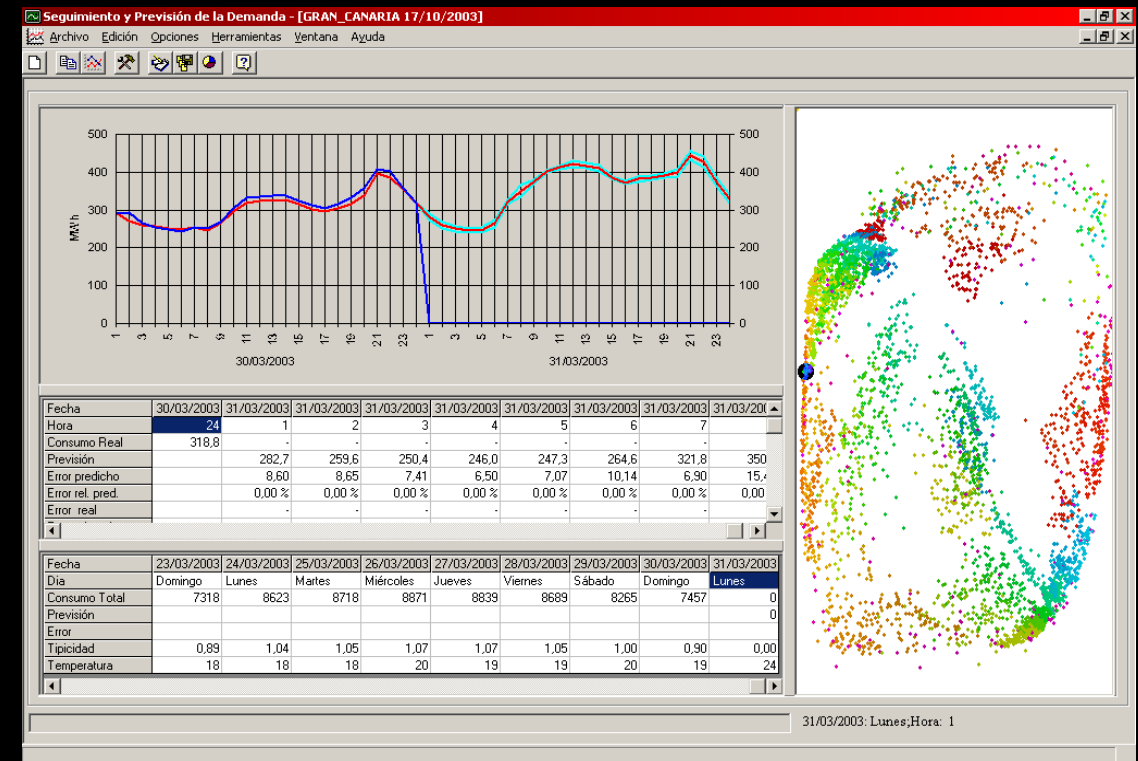 Seguimiento y Previsión de la Demanda - [GRAN_CANARIA 17/10/2003]
Archivo Edición Opciones Herramientas Ventana Ayuda
500 500
400 400
300 300
200 200
100 100
0 0
MWh
1 3 5 7 9 11 13 15 17 19 21 23 1 3 5 7 9 11 13 15 17 19 21 23
30/03/2003 31/03/2003
Fecha 30/03/2003 31/03/2003 31/03/2003 31/03/2003 31/03/2003 31/03/2003 31/03/2003 31/03/2003 31/03/200
Hora 24 1 2 3 4 5 6 7
Consumo Real 318,8 - - - - - - -
Previsión 282,7 259,6 250,4 246,0 247,3 264,6 321,8 350
Error predicho 8,60 8,65 7,41 6,50 7,07 10,14 6,90 15,4
Error rel. pred. 0,00 % 0,00 % 0,00 % 0,00 % 0,00 % 0,00 % 0,00 % 0,00
Error real - - - - - - -
Fecha 23/03/2003 24/03/2003 25/03/2003 26/03/2003 27/03/2003 28/03/2003 29/03/2003 30/03/2003 31/03/2003
Dia Domingo Lunes Martes Miércoles Jueves Viernes Sábado Domingo Lunes
Consumo Total 7318 8623 8718 8871 8839 8689 8265 7457 0
Previsión 0
Error
Tipicidad 0,89 1,04 1,05 1,07 1,07 1,05 1,00 0,90 0,00
Temperatura 18 18 18 20 19 19 20 19 24
31/03/2003: Lunes;Hora: 1